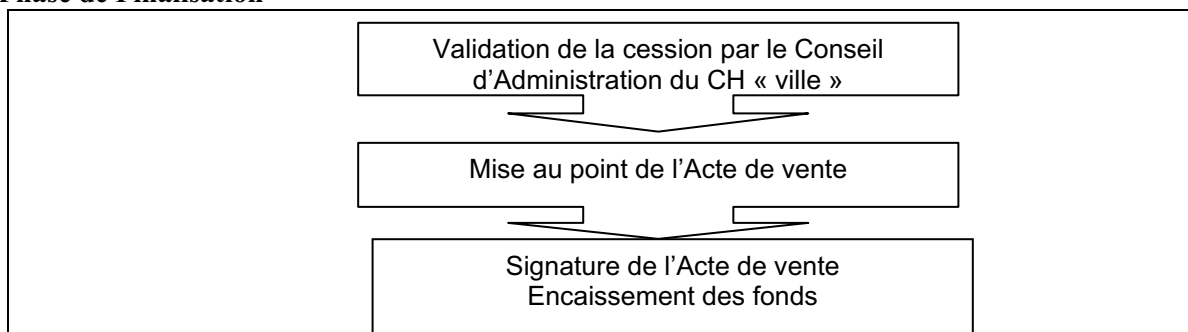 Phase de Finalisation
Validation de la cession par le Conseil
d'Administration du CH « ville »
Mise au point de l'Acte de vente
Signature de l'Acte de vente
Encaissement des fonds